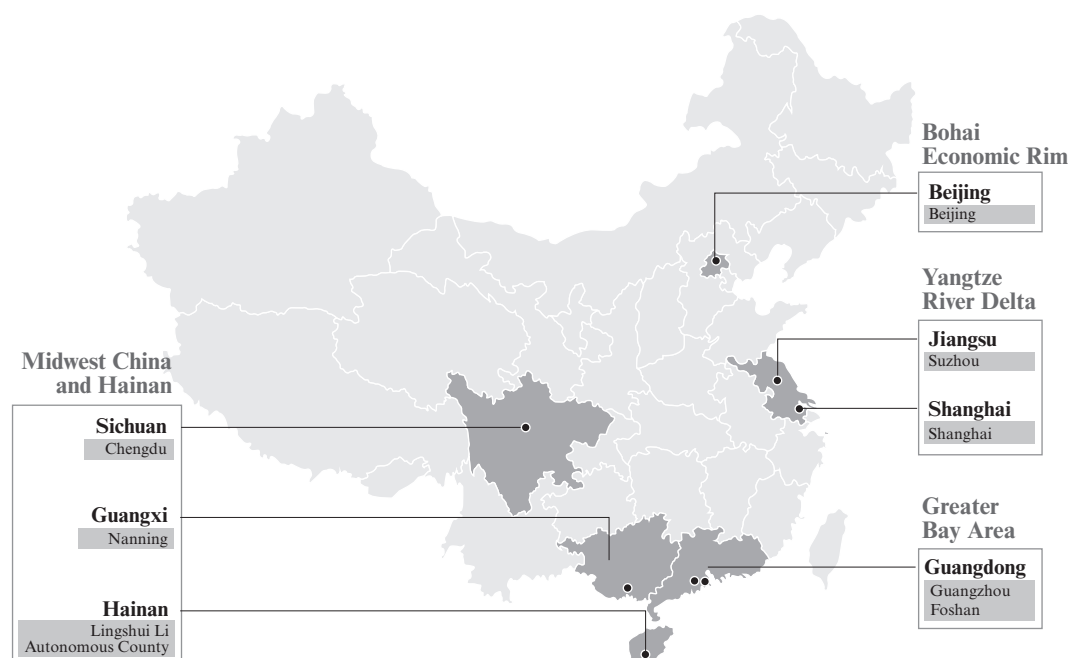 Bohai
Economic Rim
Beijing
Beijing
Yangtze
River Delta
Jiangsu
Suzhou
Shanghai
Shanghai
Midwest China
and Hainan
Sichuan
Chengdu
Guangxi
Nanning
Hainan
Lingshui Li
Autonomous County
Greater
Bay Area
Guangdong
Guangzhou
Foshan